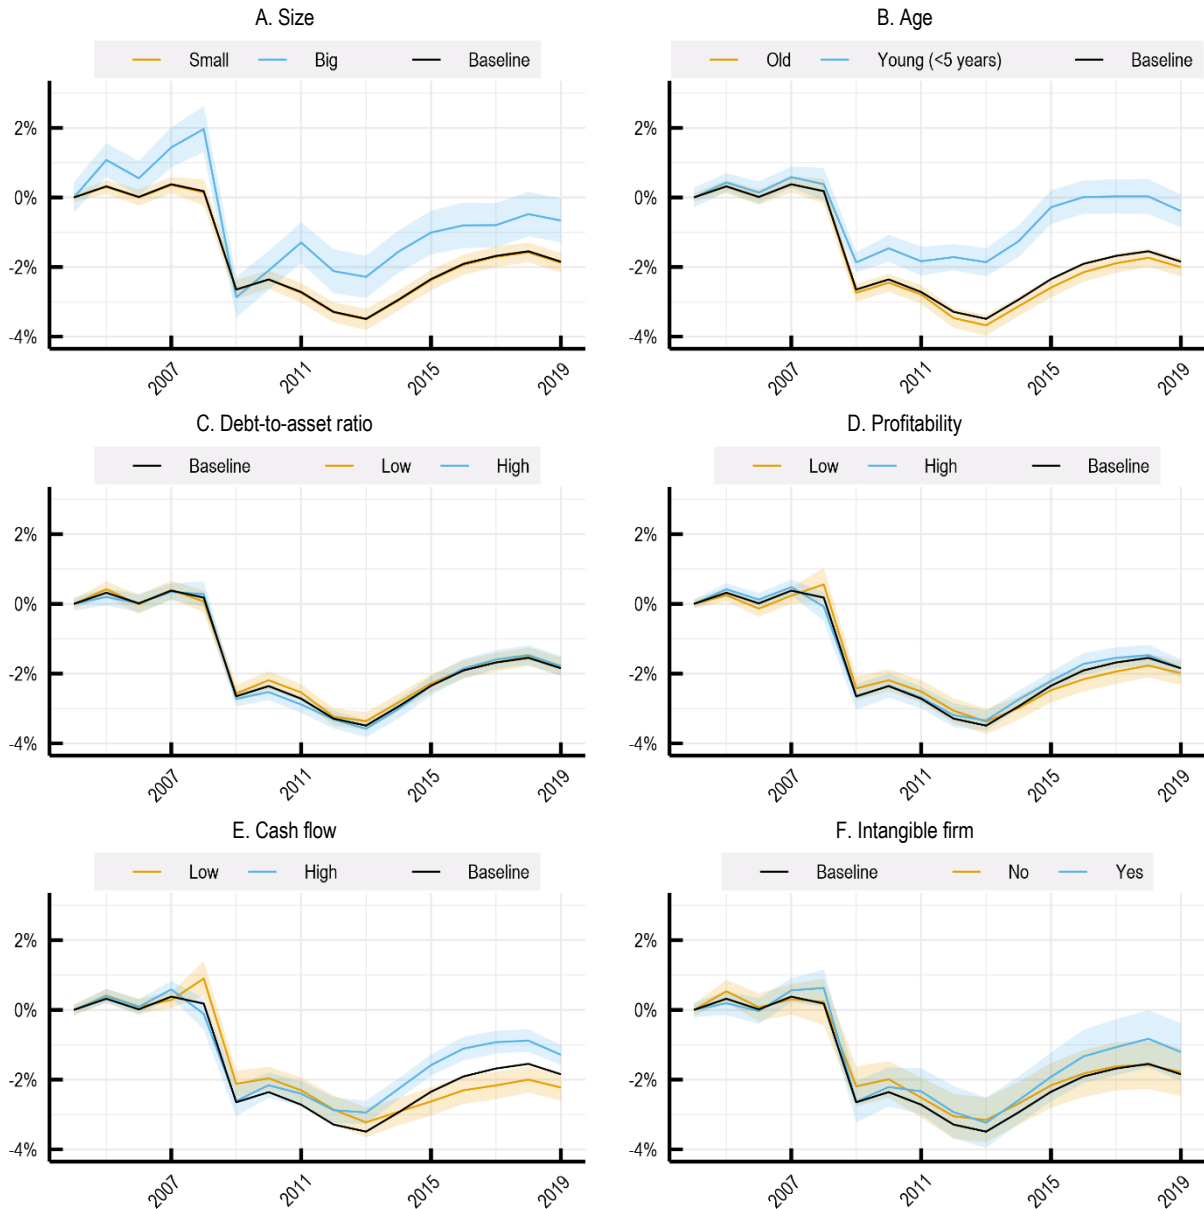 A. Size
Small Big Baseline
2%
0%
-2%
-4%
2007 2011 2015 2019
B. Age
Old Young (<5 years) Baseline
2%
0%
-2%
-4%
2007 2011 2015 2019
C. Debt-to-asset ratio
Baseline Low High
2%
0%
-2%
-4%
2007 2011 2015 2019
D. Profitability
Low High Baseline
2%
0%
-2%
-4%
2007 2011 2015 2019
E. Cash flow
Low High Baseline
2%
0%
-2%
-4%
2007 2011 2015 2019
F. Intangible firm
Baseline No Yes
2%
0%
-2%
-4%
2007 2011 2015 2019